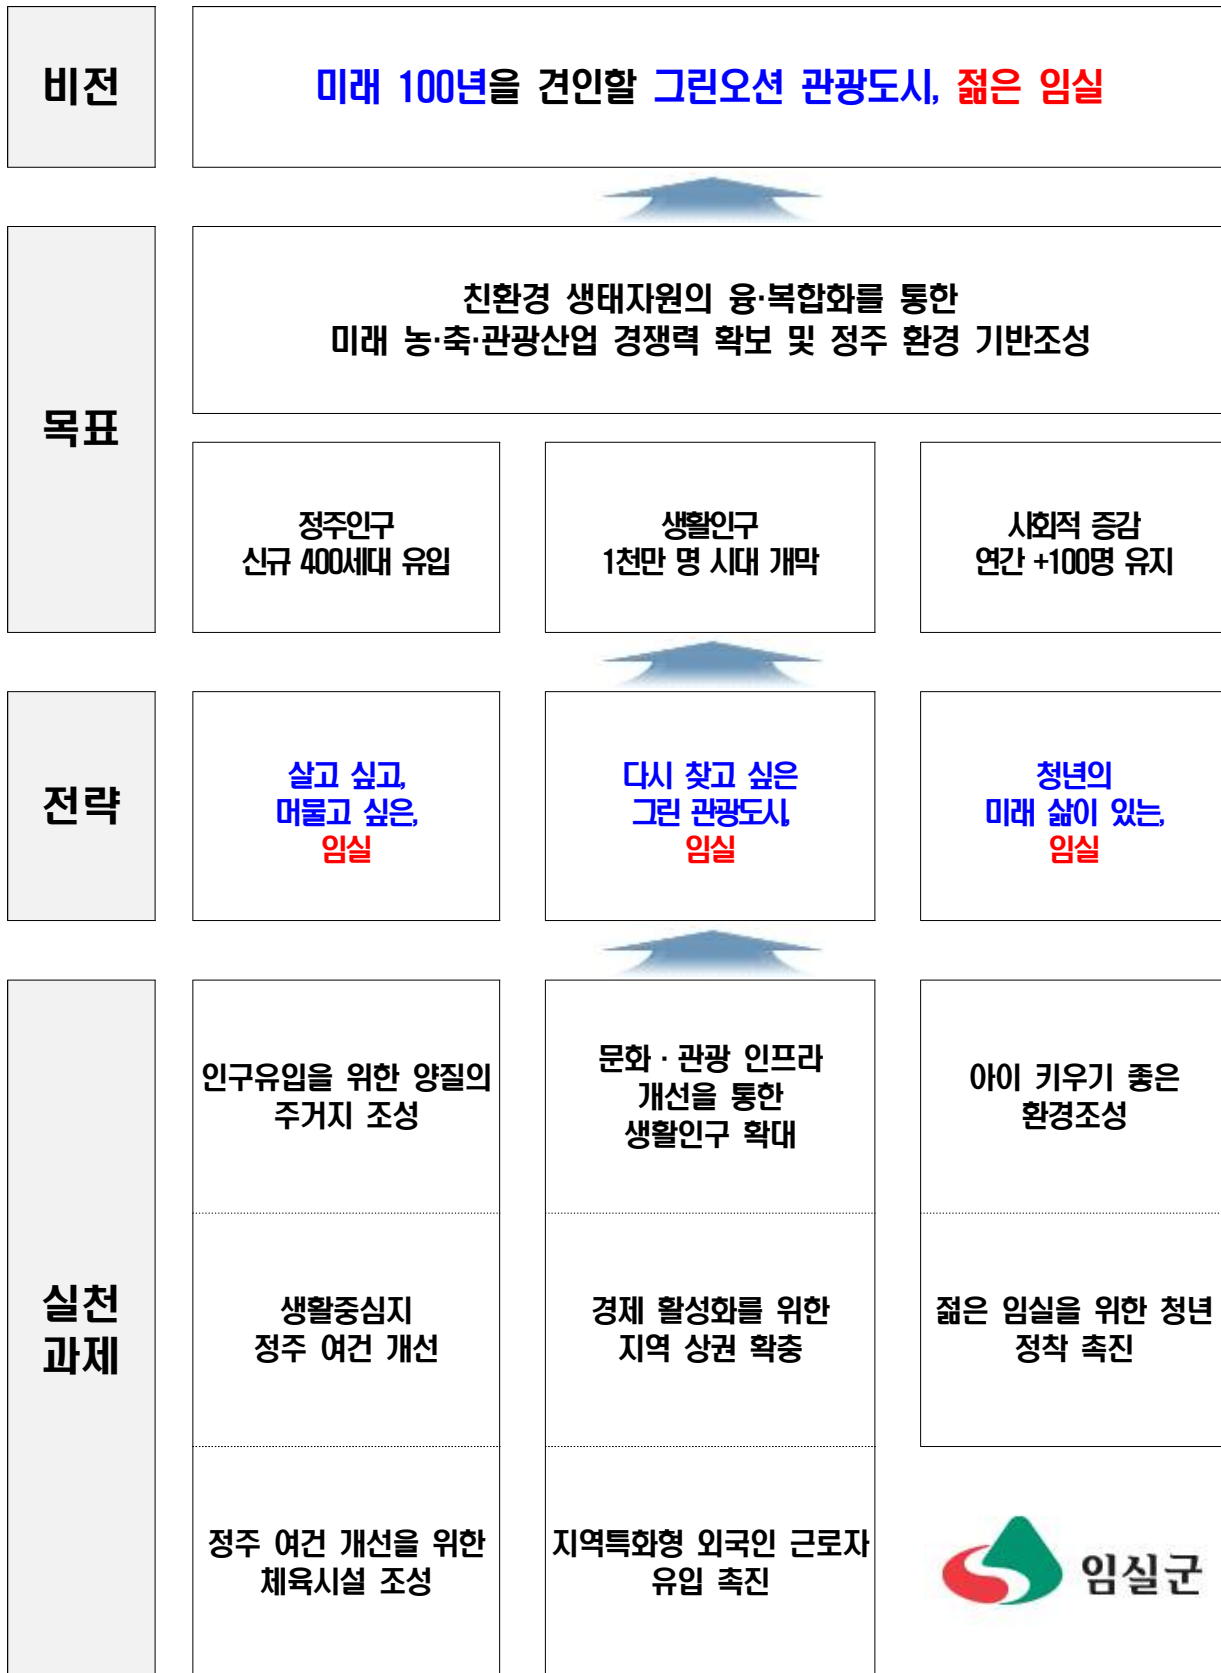 비전
미래 100년을 견인할 그린오션 관광도시, 젊은 임실
목표
친환경 생태자원의 융·복합화를 통한
미래 농·축·관광산업 경쟁력 확보 및 정주 환경 기반조성
정주인구
신규 400세대 유입
생활인구
1천만 명 시대 개막
사회적 증감
연간 +100명 유지
전략
살고 싶고,
머물고 싶은,
임실
다시 찾고 싶은
그린 관광도시,
임실
청년의
미래 삶이 있는,
임실
실천
과제
인구유입을 위한 양질의
주거지 조성
문화 · 관광 인프라
개선을 통한
생활인구 확대
아이 키우기 좋은
환경조성
생활중심지
정주 여건 개선
경제 활성화를 위한
지역 상권 확충
젊은 임실을 위한 청년
정착 촉진
정주 여건 개선을 위한
체육시설 조성
지역특화형 외국인 근로자
유입 촉진
임실군